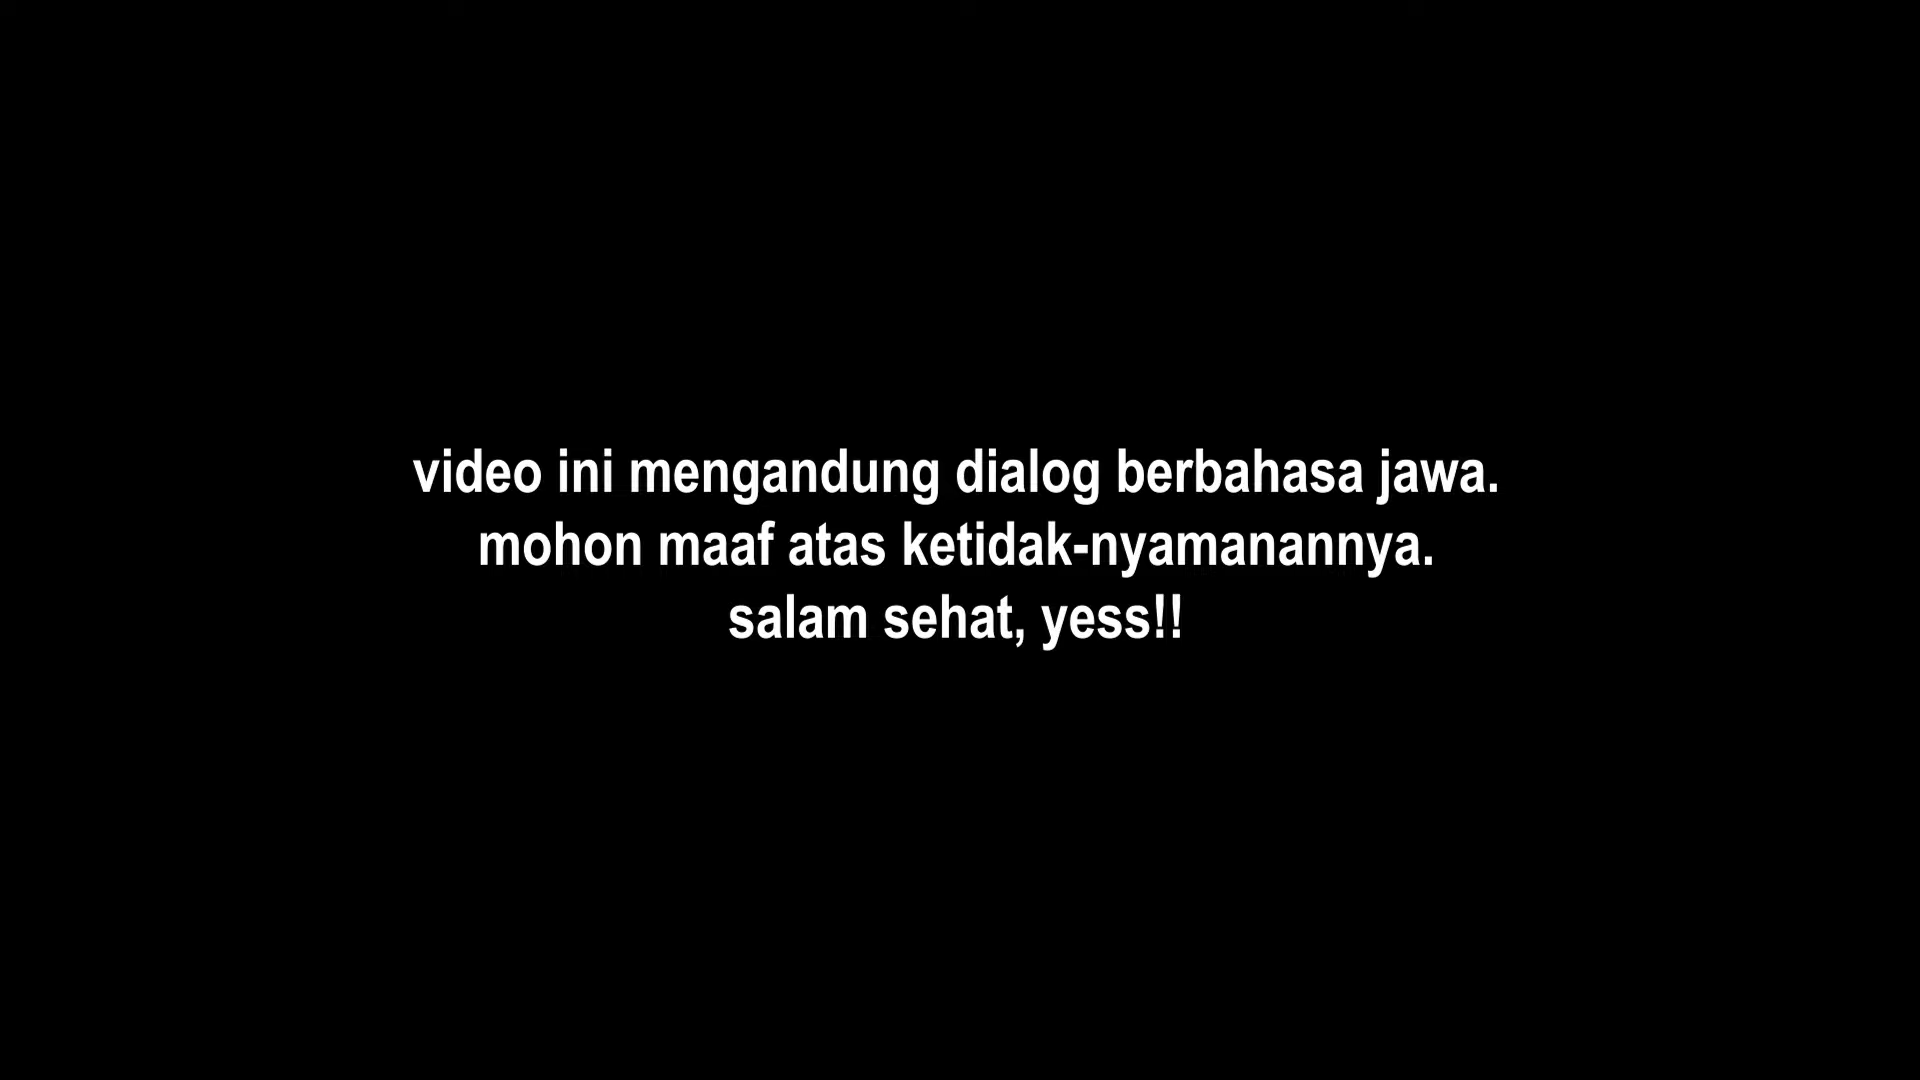 video ini mengandung dialog berbahasa jawa.
mohon maaf atas ketidak-nyamanannya.
salam sehat, yess!!